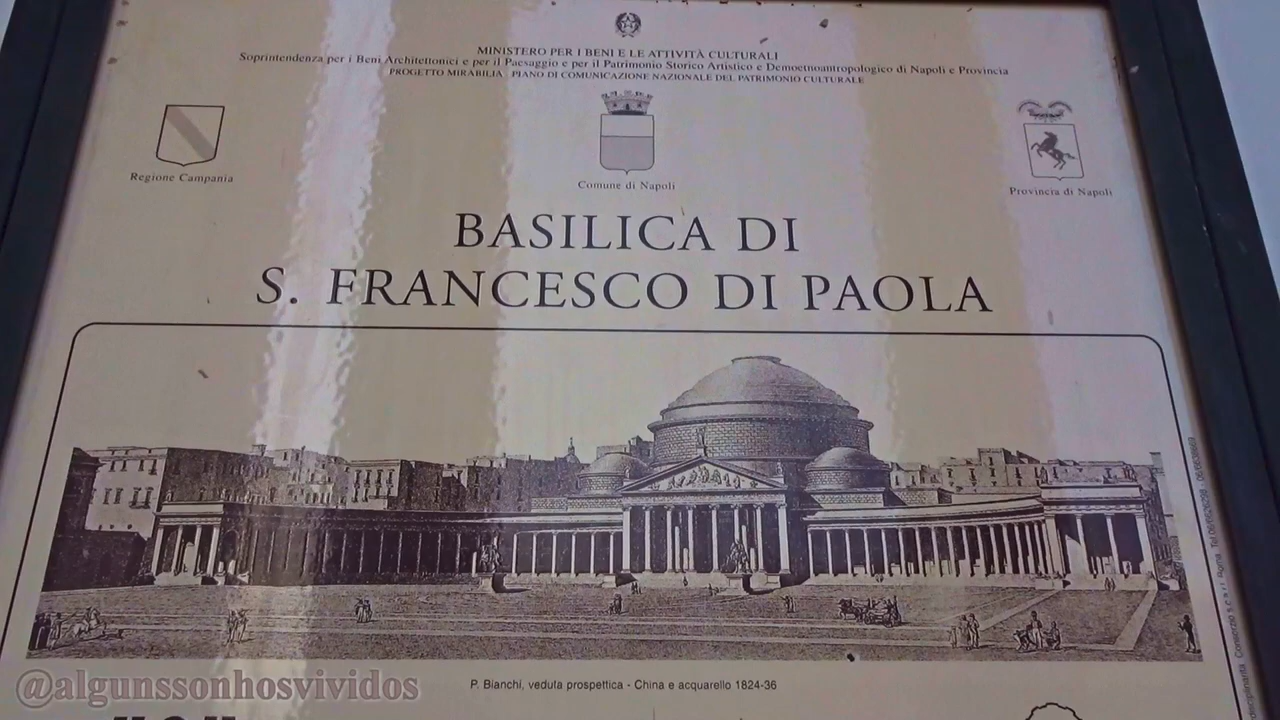 MINISTERO PER I BENI E LE ATTIVITÀ CULTURALI
Soprintendenza per i Beni Architettonici e per il Paesaggio e per il Patrimonio Storico Artistico e Demoetnoantropologico di Napoli e Provincia
PROGETTO MIRABILIA - PIANO DI COMUNICAZIONE NAZIONALE DEL PATRIMONIO CULTURALE
Regione Campania
Comune di Napoli
Provincia di Napoli
BASILICA DI
S. FRANCESCO DI PAOLA
P. Bianchi, veduta prospettica - China e acquarello 1824-36
@algunssonhosvividos